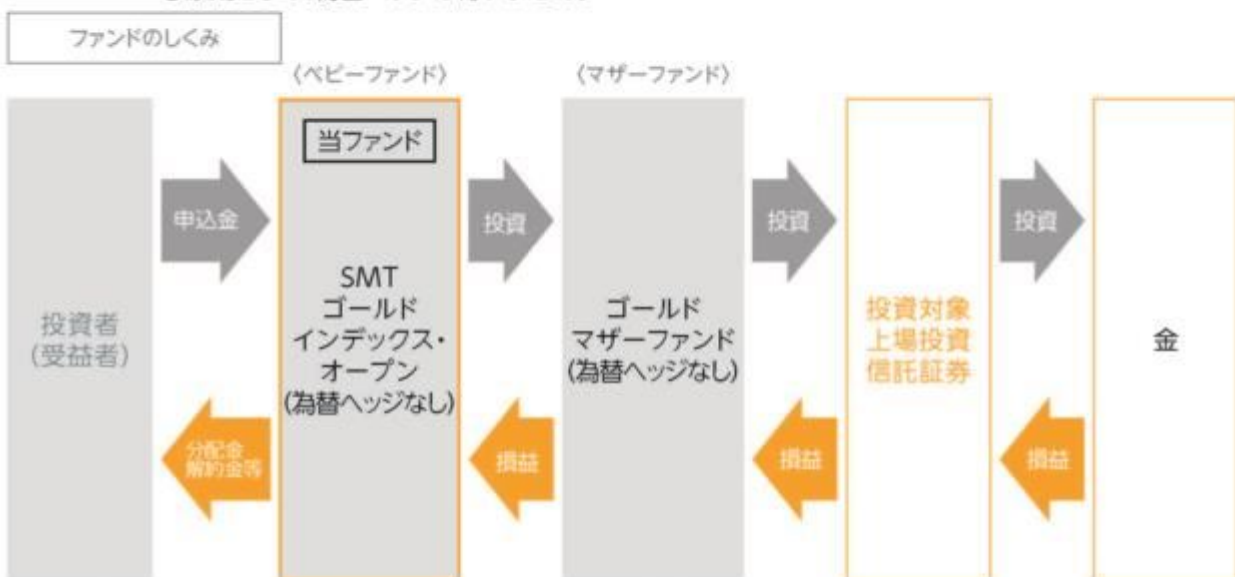 ファンドのしくみ
〈ベビーファンド〉
〈マザーファンド〉
投資者
(受益者)
申込金
分配金
解約金等
当ファンド
SMT
ゴールド
インデックス・
オープン
(為替ヘッジなし)
投資
損益
ゴールド
マザーファンド
(為替ヘッジなし)
投資
損益
投資対象
上場投資
信託証券
投資
損益
金